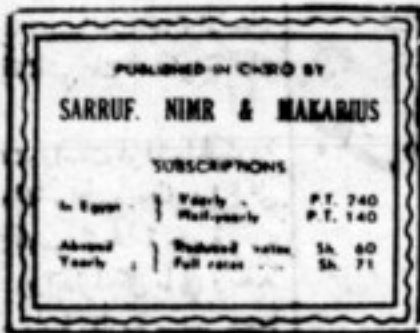 PUBLISHED IN CAIRO BY
SARRUF. NIMR & MAKARIUS
SUBSCRIPTIONS
In Egypt } Yearly P.T. 240
Half-yearly P.T. 140
Abroad } Reduced rates Sh. 60
Yearly Full rates Sh. 71